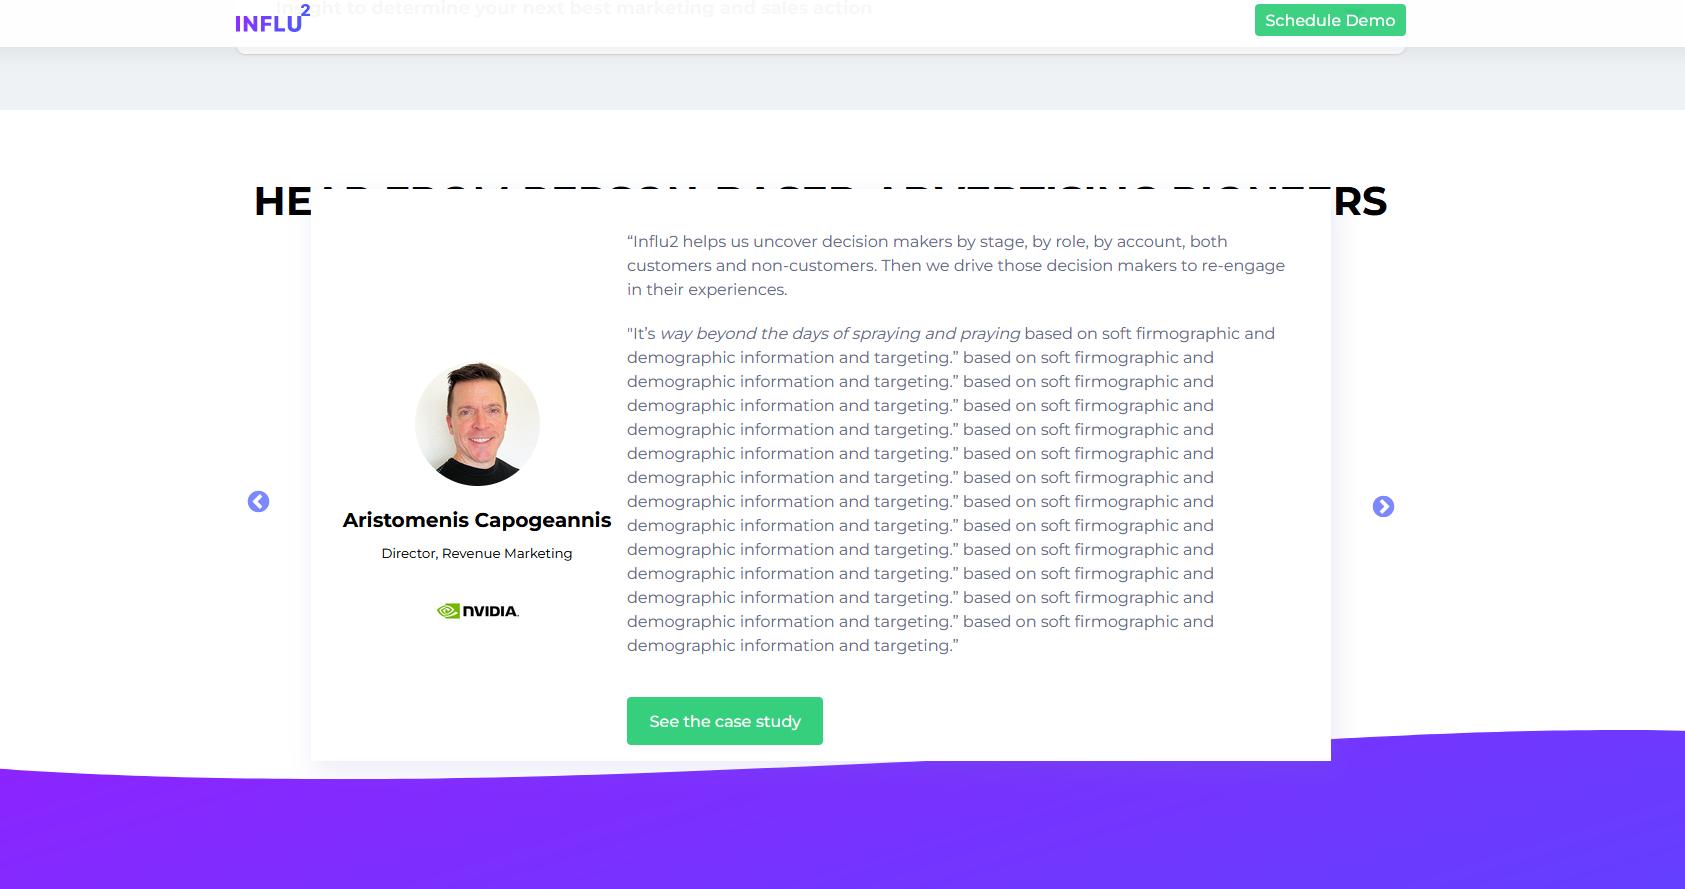 Insight to determine your next best marketing and sales action
INFLU2
Schedule Demo
HEAR FROM PERSON-BASED ADVERTISING PIONEERS
“Influ2 helps us uncover decision makers by stage, by role, by account, both
customers and non-customers. Then we drive those decision makers to re-engage
in their experiences.
"It’s way beyond the days of spraying and praying based on soft firmographic and
demographic information and targeting.” based on soft firmographic and
demographic information and targeting.” based on soft firmographic and
demographic information and targeting.” based on soft firmographic and
demographic information and targeting.” based on soft firmographic and
demographic information and targeting.” based on soft firmographic and
demographic information and targeting.” based on soft firmographic and
demographic information and targeting.” based on soft firmographic and
demographic information and targeting.” based on soft firmographic and
demographic information and targeting.” based on soft firmographic and
demographic information and targeting.” based on soft firmographic and
demographic information and targeting.” based on soft firmographic and
demographic information and targeting.” based on soft firmographic and
demographic information and targeting.”
Aristomenis Capogeannis
Director, Revenue Marketing
NVIDIA.
See the case study